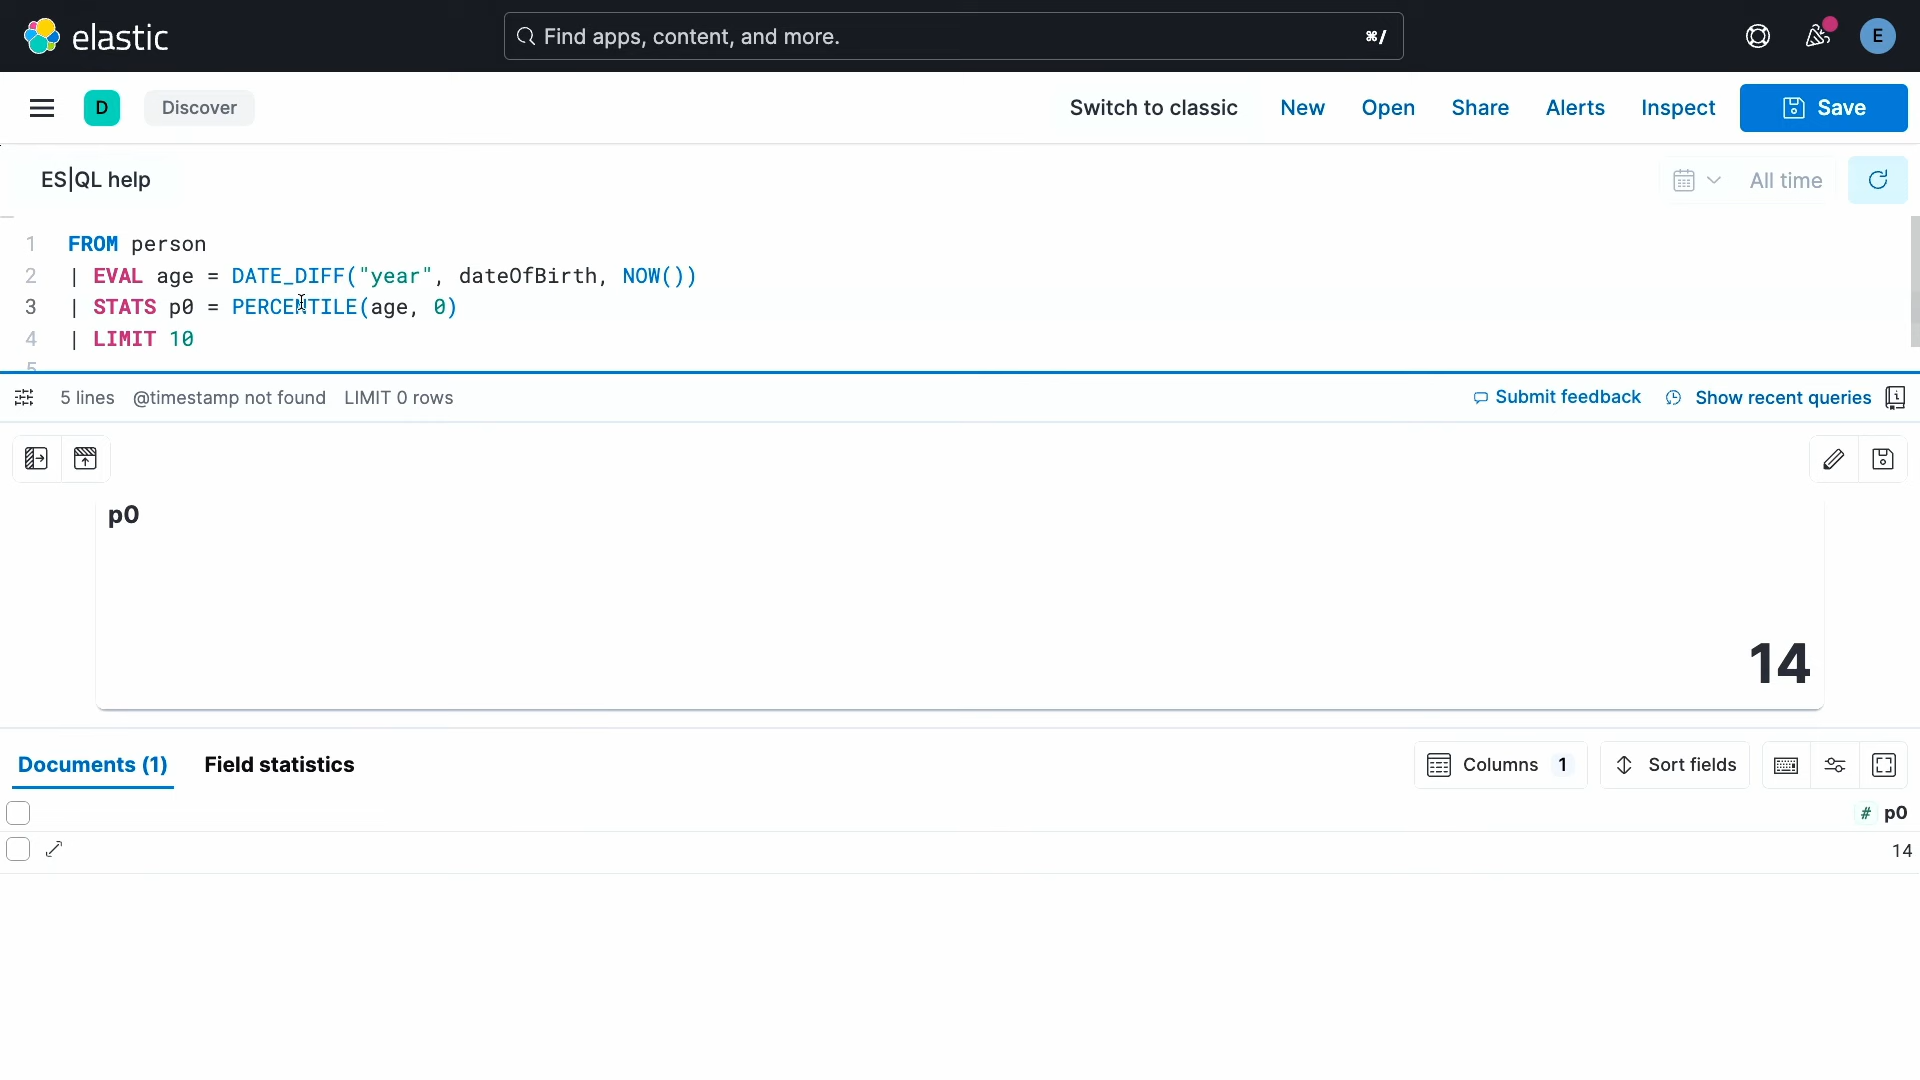 elastic
Find apps, content, and more.
⌘/
E
D
Discover
Switch to classic
New
Open
Share
Alerts
Inspect
Save
ES|QL help
All time
1 FROM person
2 | EVAL age = DATE_DIFF("year", dateOfBirth, NOW())
3 | STATS p0 = PERCENTILE(age, 0)
4 | LIMIT 10
5
5 lines @timestamp not found LIMIT 0 rows
Submit feedback
Show recent queries
p0
14
Documents (1)
Field statistics
Columns 1
Sort fields
# p0
14